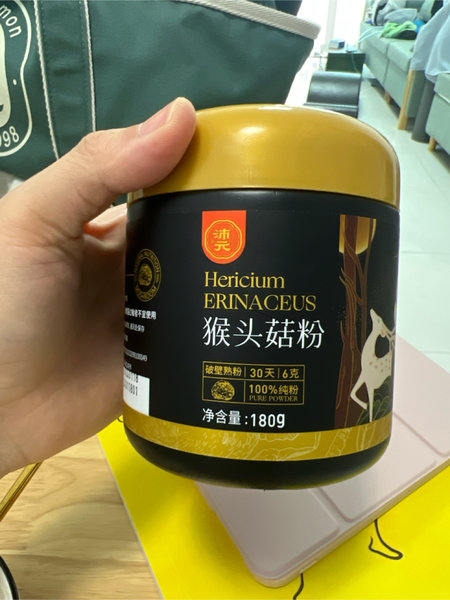 1998
沛
元
Hericium
ERINACEUS
猴头菇粉
破壁熟粉 30天 6克
100%纯粉
PURE POWDER
净含量:180g